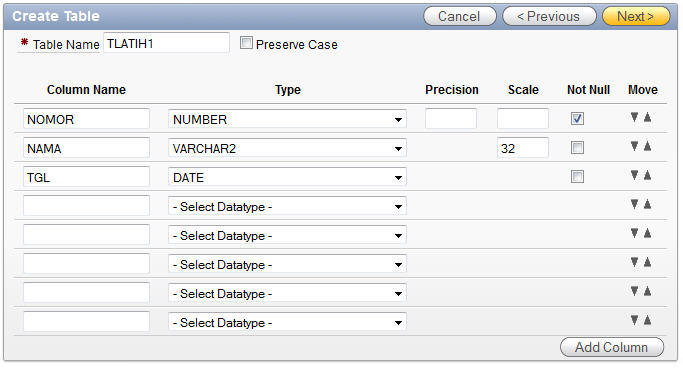 Create Table
Cancel
< Previous
Next >
* Table Name TLATIH1 Preserve Case
Column Name Type Precision Scale Not Null Move
NOMOR NUMBER
NAMA VARCHAR2 32
TGL DATE
- Select Datatype -
- Select Datatype -
- Select Datatype -
- Select Datatype -
- Select Datatype -
Add Column